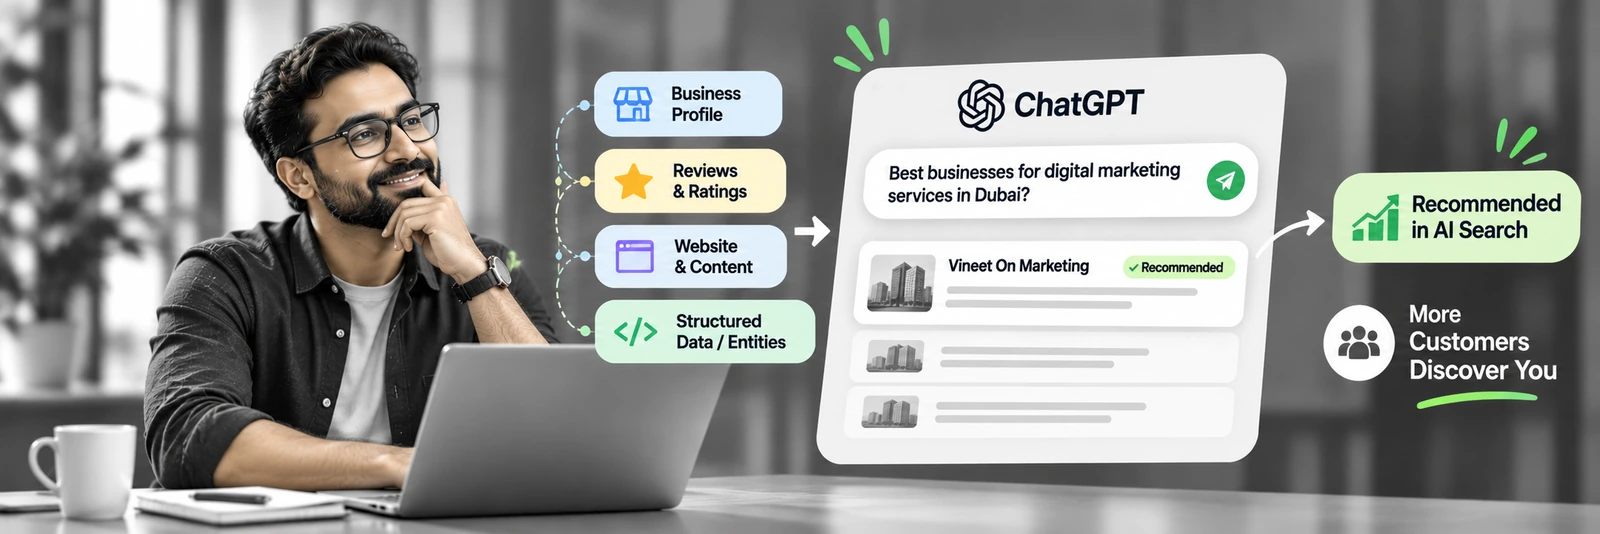 Business
Profile
Reviews
& Ratings
Website
& Content
Structured
Data / Entities
ChatGPT
Best businesses for digital marketing
services in Dubai?
Vineet On Marketing
Recommended
Recommended
in AI Search
More
Customers
Discover You